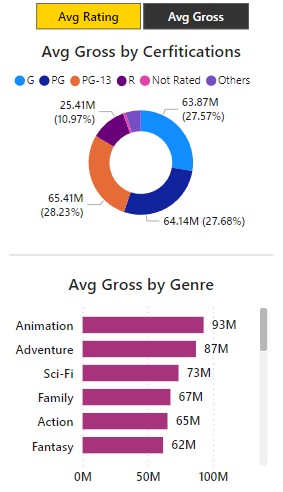 Avg Rating Avg Gross
Avg Gross by Cerfitications
G PG PG-13 R Not Rated Others
25.41M
(10.97%)
63.87M
(27.57%)
65.41M
(28.23%)
64.14M (27.68%)
Avg Gross by Genre
Animation 93M
Adventure 87M
Sci-Fi 73M
Family 67M
Action 65M
Fantasy 62M
0M 50M 100M